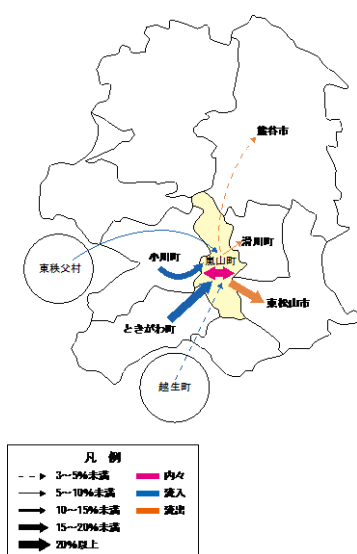 熊谷市
滑川町
小川町
嵐山町
東秩父村
東松山市
ときがわ町
越生町
凡 例
3～5%未満
内々
5～10%未満
流入
10～15%未満
流出
15～20%未満
20%以上